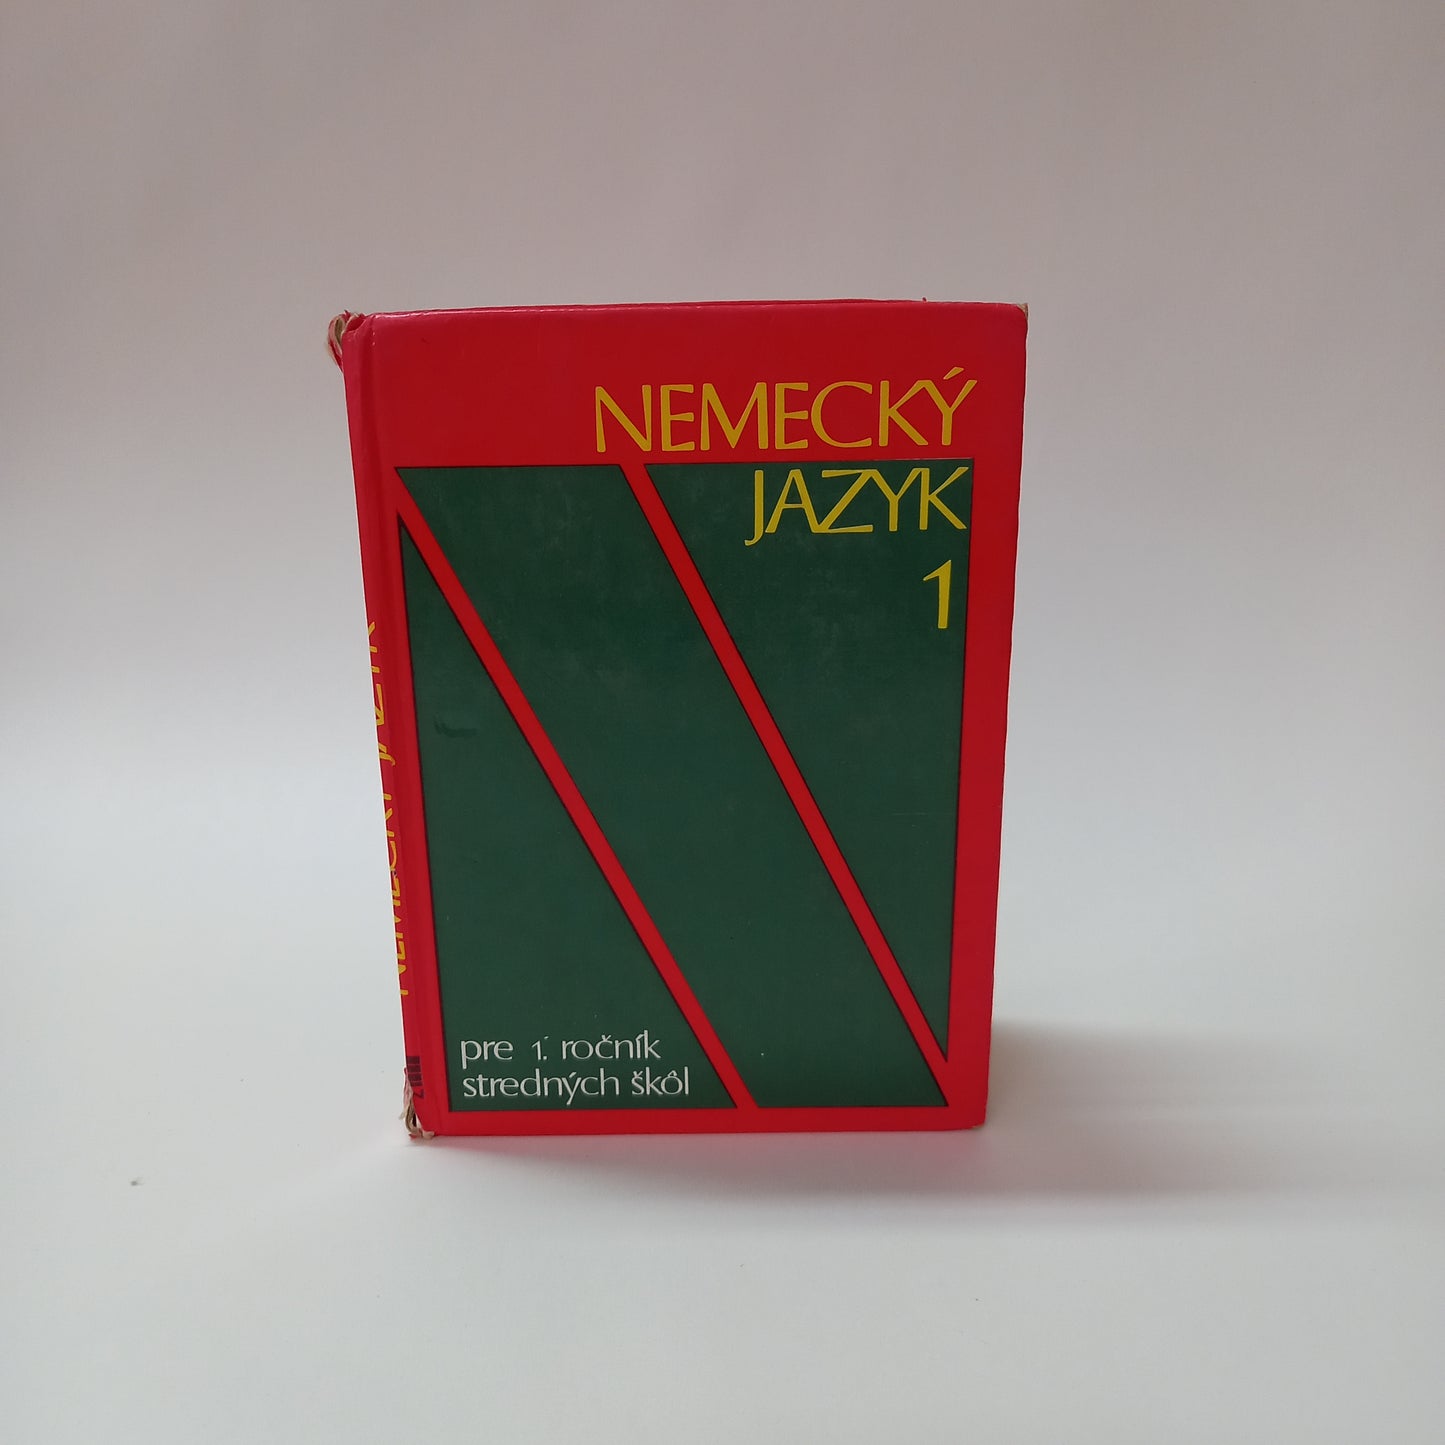 NEMECKÝ
JAZYK
1
pre 1. ročník
stredných škôl
NEMECKÝ JAZYK